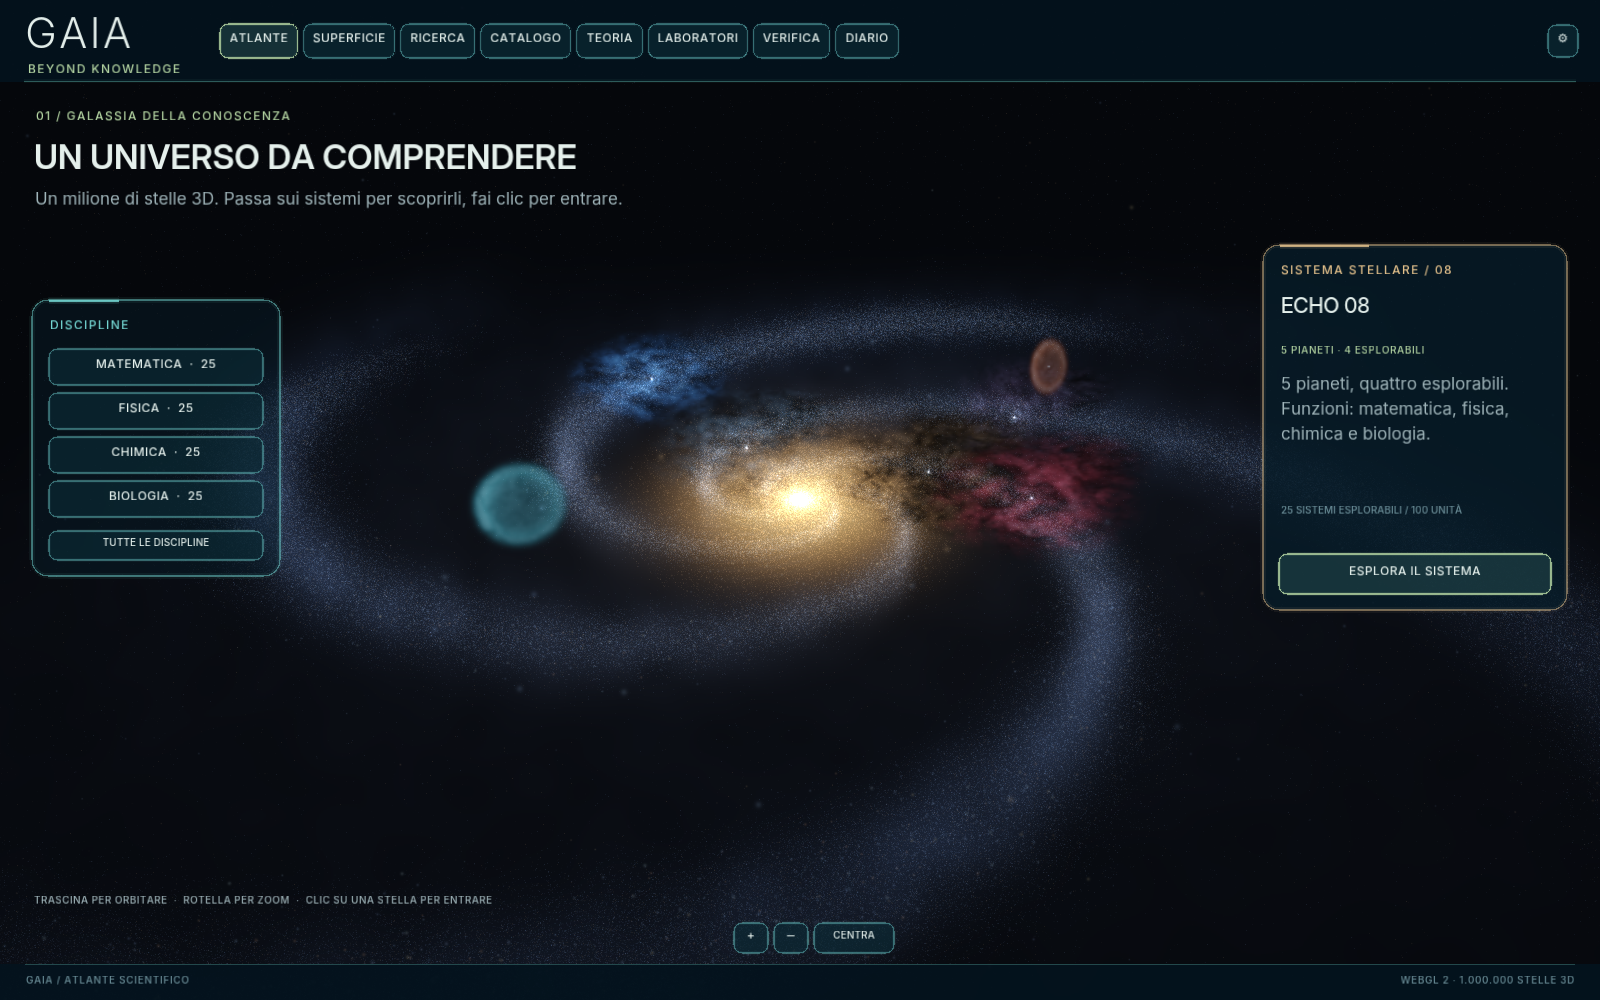 GAIA
BEYOND KNOWLEDGE
ATLANTE
SUPERFICIE
RICERCA
CATALOGO
TEORIA
LABORATORI
VERIFICA
DIARIO
01 / GALASSIA DELLA CONOSCENZA
UN UNIVERSO DA COMPRENDERE
Un milione di stelle 3D. Passa sui sistemi per scoprirli, fai clic per entrare.
DISCIPLINE
MATEMATICA · 25
FISICA · 25
CHIMICA · 25
BIOLOGIA · 25
TUTTE LE DISCIPLINE
SISTEMA STELLARE / 08
ECHO 08
5 PIANETI · 4 ESPLORABILI
5 pianeti, quattro esplorabili.
Funzioni: matematica, fisica,
chimica e biologia.
25 SISTEMI ESPLORABILI / 100 UNITÀ
ESPLORA IL SISTEMA
TRASCINA PER ORBITARE · ROTELLA PER ZOOM · CLIC SU UNA STELLA PER ENTRARE
+
—
CENTRA
GAIA / ATLANTE SCIENTIFICO
WEBGL 2 · 1.000.000 STELLE 3D